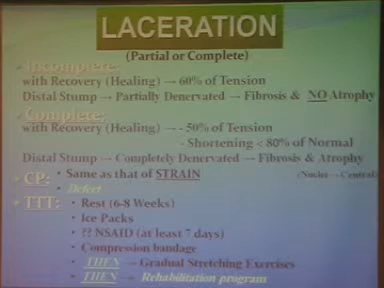 LACERATION
(Partial or Complete)
Incomplete:
with Recovery (Healing) → 60% of Tension
Distal Stump → Partially Denervated → Fibrosis & NO Atrophy
Complete:
with Recovery (Healing) → - 50% of Tension
- Shortening < 80% of Normal
Distal Stump → Completely Denervated → Fibrosis & Atrophy
CP: • Same as that of STRAIN (Nuclei → Central)
• Defect
TTT: • Rest (6-8 Weeks)
• Ice Packs
• ?? NSAID (at least 7 days)
• Compression bandage
• THEN → Gradual Stretching Exercises
• THEN → Rehabilitation program